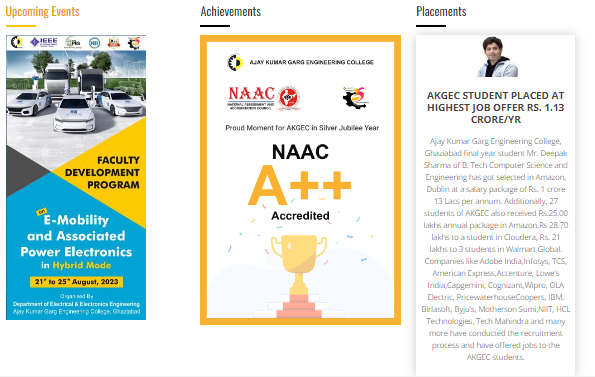 Upcoming Events
IEEE
FACULTY
DEVELOPMENT
PROGRAM
on
E-Mobility
and Associated
Power Electronics
in Hybrid Mode
21st to 25th August, 2023
Organised By
Department of Electrical & Electronics Engineering
Ajay Kumar Garg Engineering College, Ghaziabad
Achievements
AJAY KUMAR GARG ENGINEERING COLLEGE
NAAC
NATIONAL ASSESSMENT AND
ACCREDITATION COUNCIL
Proud Moment for AKGEC in Silver Jubilee Year
NAAC
A++
Accredited
Placements
AKGEC STUDENT PLACED AT
HIGHEST JOB OFFER RS. 1.13
CRORE/YR
Ajay Kumar Garg Engineering College,
Ghaziabad final year student Mr. Deepak
Sharma of B. Tech Computer Science and
Engineering has got selected in Amazon,
Dublin at a salary package of Rs. 1 crore
13 Lacs per annum. Additionally, 27
students of AKGEC also received Rs.25.00
lakhs annual package in Amazon,Rs 28.70
lakhs to a student in Cloudera, Rs. 21
lakhs to 3 students in Walmart Global.
Companies like Adobe India,Infosys, TCS,
American Express,Accenture, Lowe's
India,Capgemini, Cognizant,Wipro, OLA
Electric, PricewaterhouseCoopers, IBM,
Birlasoft, Byju's, Motherson Sumi,NIIT, HCL
Technologies, Tech Mahindra and many
more have conducted the recruitment
process and have offered jobs to the
AKGEC students.